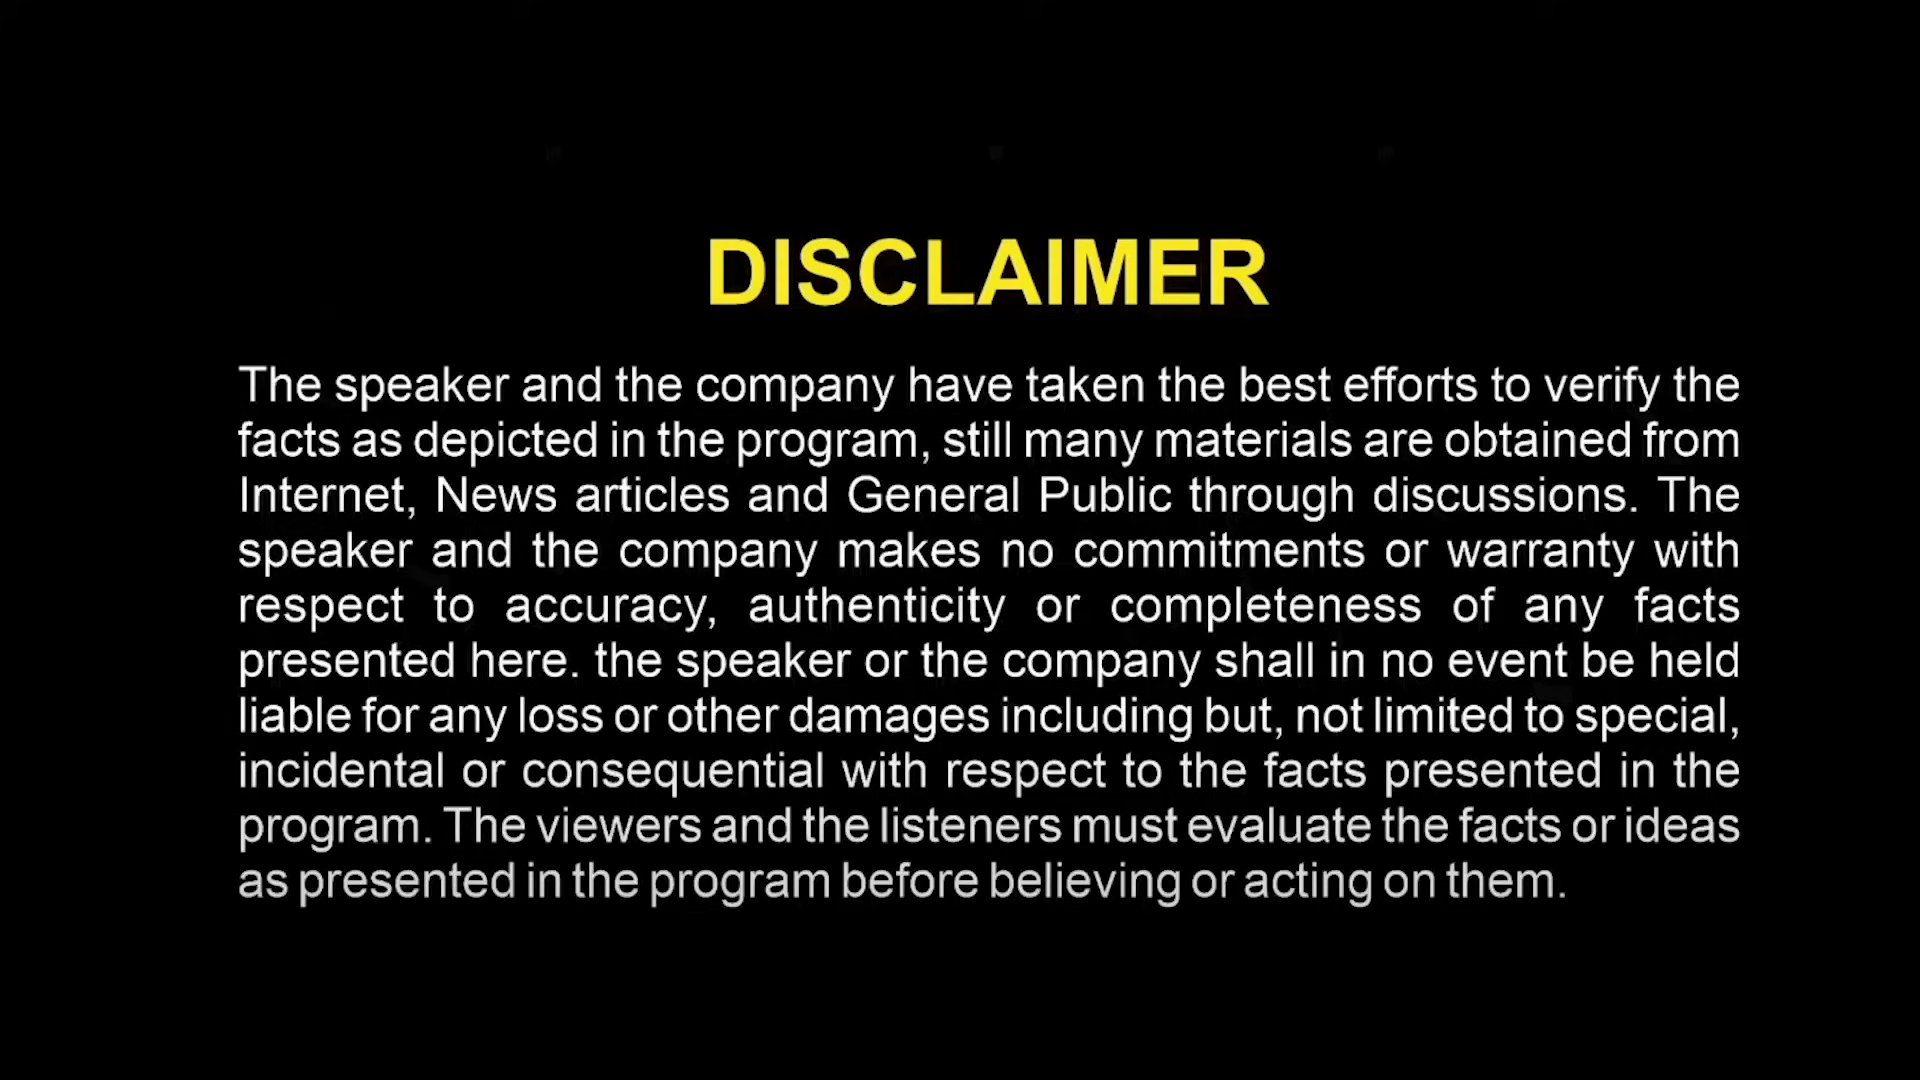 DISCLAIMER
The speaker and the company have taken the best efforts to verify the
facts as depicted in the program, still many materials are obtained from
Internet, News articles and General Public through discussions. The
speaker and the company makes no commitments or warranty with
respect to accuracy, authenticity or completeness of any facts
presented here. the speaker or the company shall in no event be held
liable for any loss or other damages including but, not limited to special,
incidental or consequential with respect to the facts presented in the
program. The viewers and the listeners must evaluate the facts or ideas
as presented in the program before believing or acting on them.